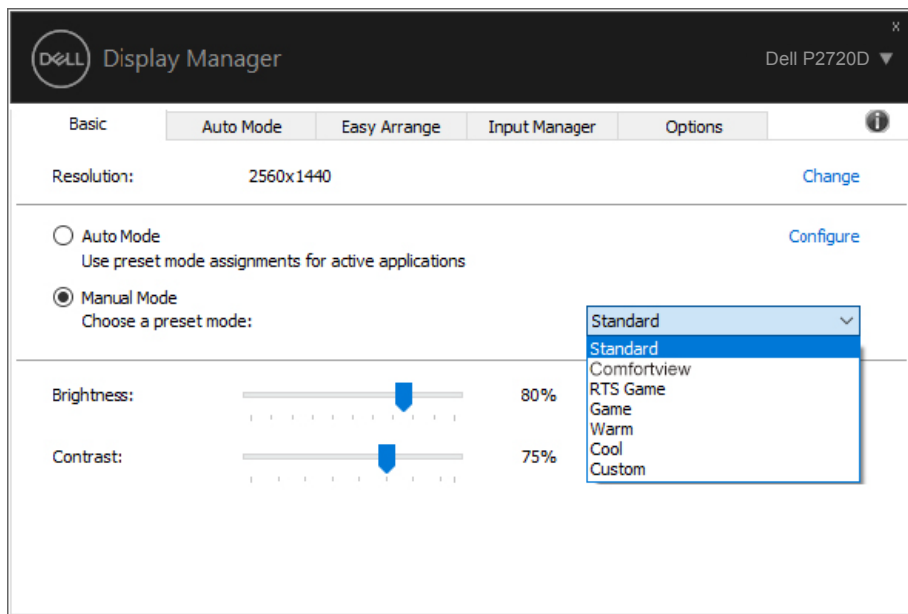 x
DELL Display Manager
Dell P2720D ▼
Basic Auto Mode Easy Arrange Input Manager Options i
Resolution: 2560x1440 Change
Auto Mode Configure
Use preset mode assignments for active applications
Manual Mode
Choose a preset mode: Standard
Standard
Comfortview
RTS Game
Game
Warm
Cool
Custom
Brightness: 80%
Contrast: 75%